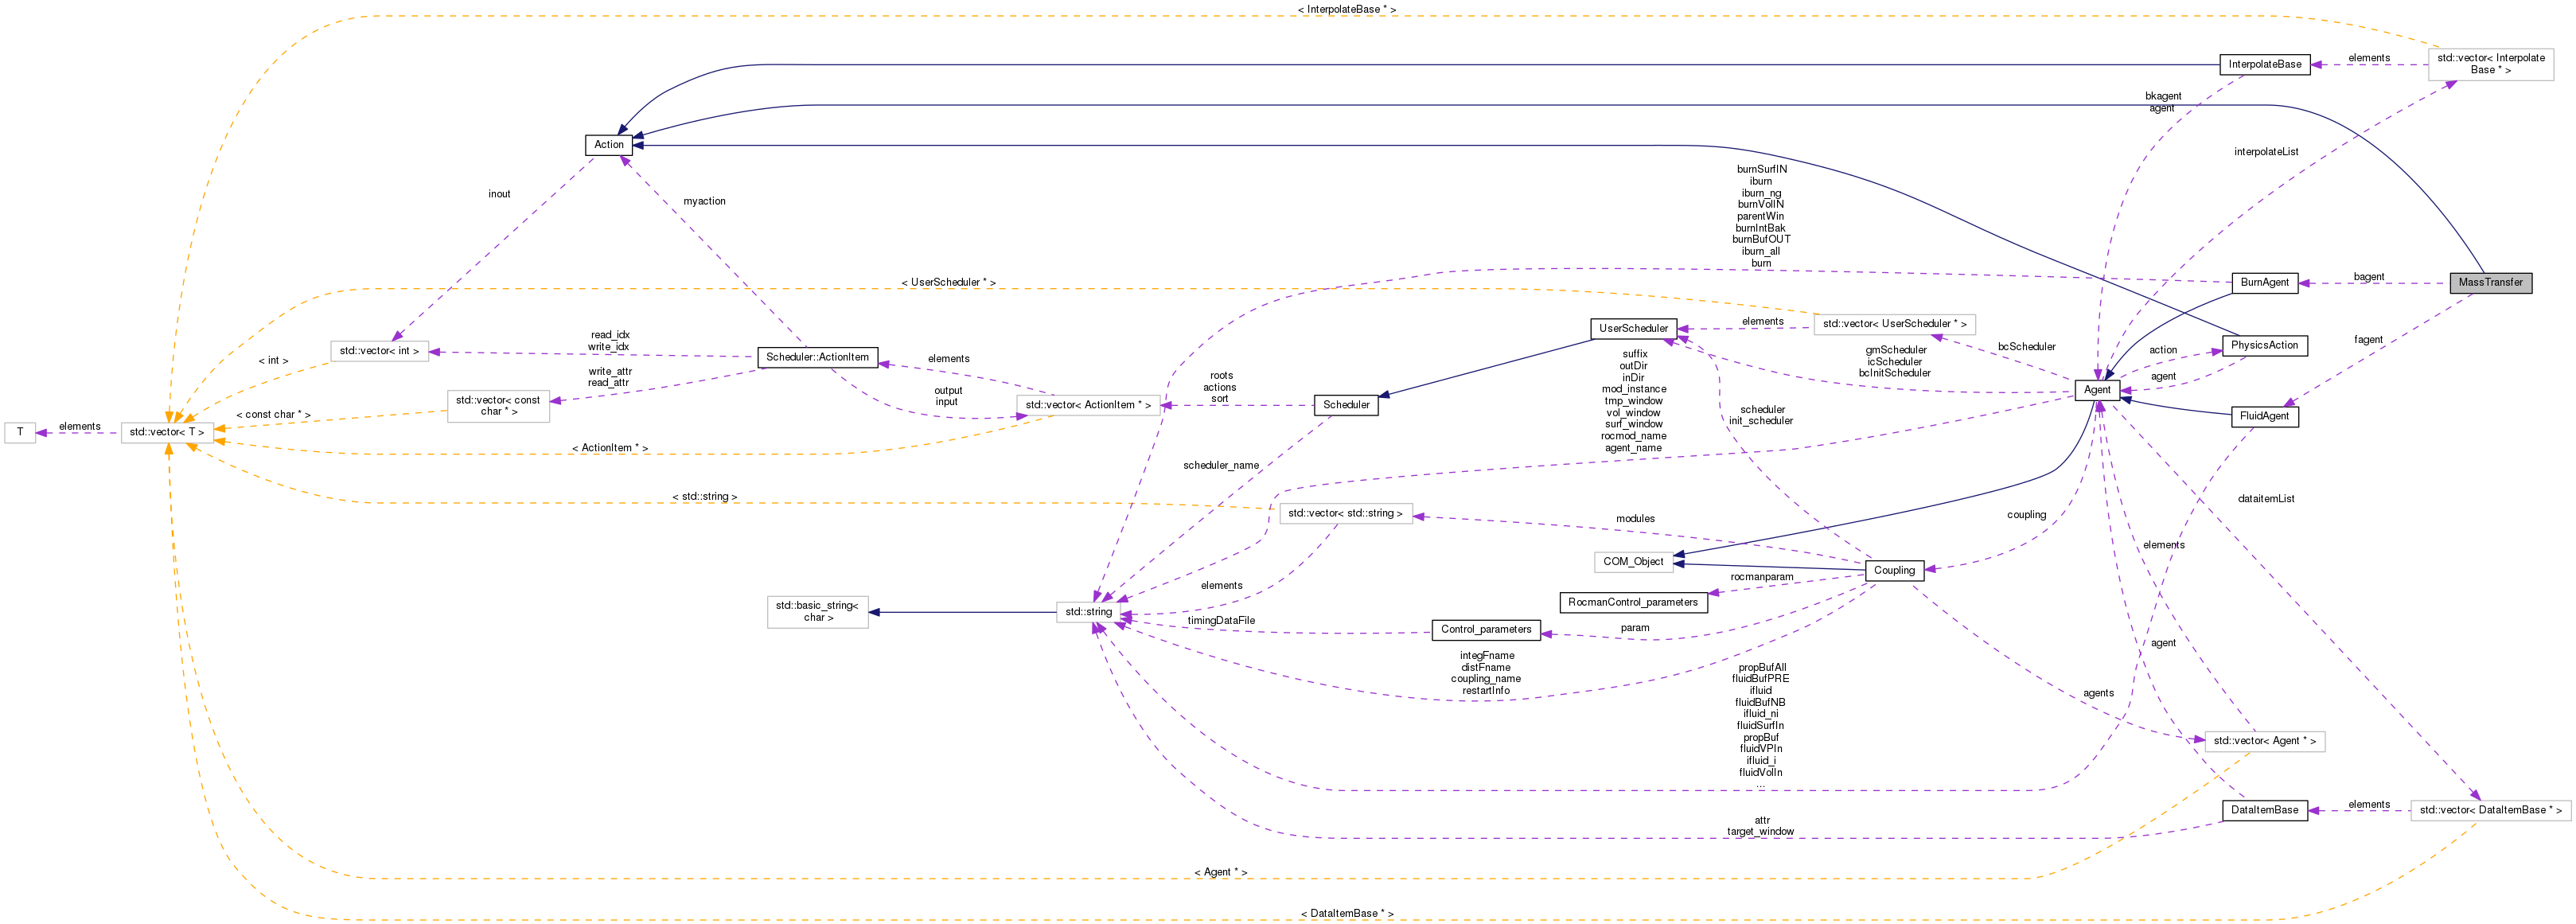 < InterpolateBase * >
InterpolateBase
elements
std::vector< Interpolate
Base * >
bkagent
agent
Action
interpolateList
inout
myaction
burnSurfIN
iburn
iburn_ng
burnVolIN
parentWin
burnIntBak
burnBufOUT
iburn_all
burn
< UserScheduler * >
BurnAgent
bagent
MassTransfer
UserScheduler
elements
std::vector< UserScheduler * >
bcScheduler
action
PhysicsAction
fagent
read_idx
write_idx
< int >
std::vector< int >
Scheduler::ActionItem
elements
suffix
outDir
inDir
mod_instance
tmp_window
vol_window
surf_window
rocmod_name
agent_name
gmScheduler
icScheduler
bcInitScheduler
agent
Agent
write_attr
read_attr
roots
actions
sort
output
input
std::vector< const
char * >
< const char * >
std::vector< ActionItem * >
Scheduler
scheduler
init_scheduler
FluidAgent
T
elements
std::vector< T >
< ActionItem * >
scheduler_name
< std::string >
dataitemList
std::vector< std::string >
modules
coupling
elements
COM_Object
Coupling
rocmanparam
elements
std::basic_string<
char >
std::string
RocmanControl_parameters
timingDataFile
Control_parameters
param
agent
integFname
distFname
coupling_name
restartInfo
propBufAll
fluidBufPRE
ifluid
fluidBufNB
ifluid_ni
fluidSurfIn
propBuf
fluidVPIn
ifluid_i
fluidVolIn
...
agents
std::vector< Agent * >
DataItemBase
elements
std::vector< DataItemBase * >
attr
target_window
< Agent * >
< DataItemBase * >